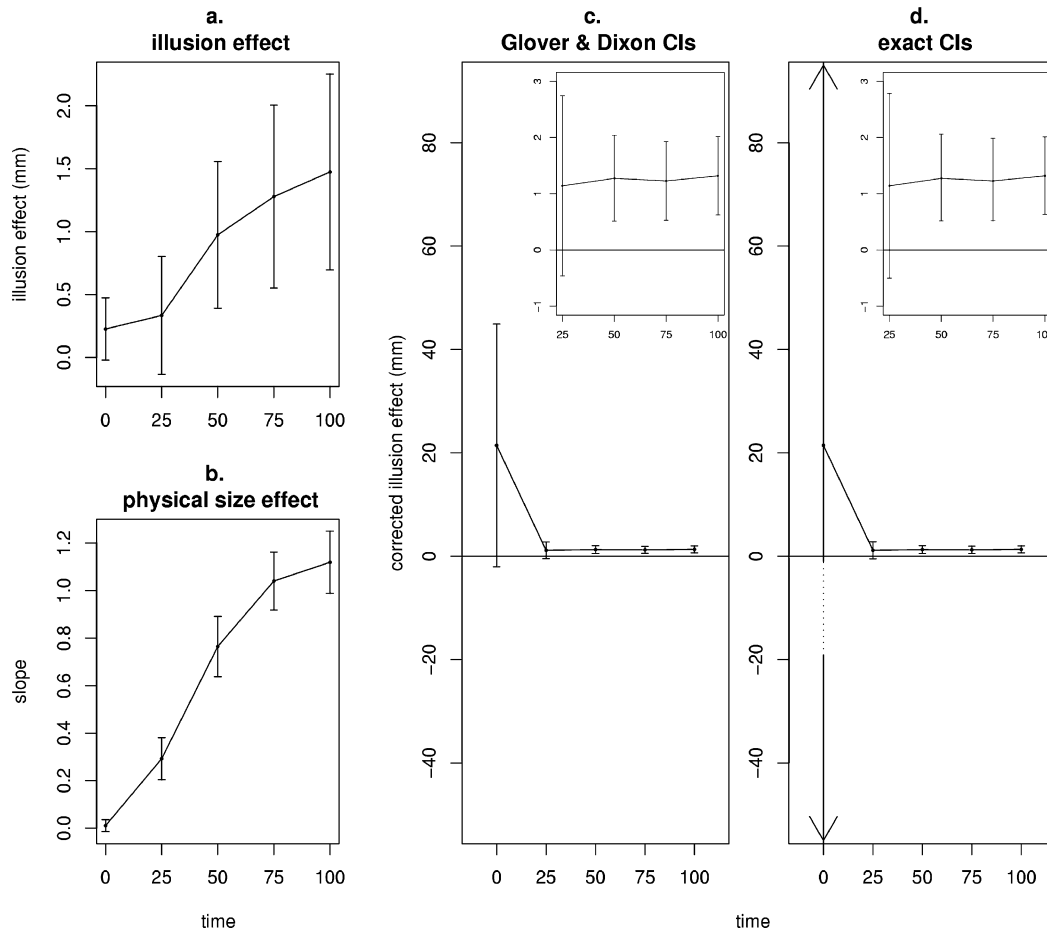 a.
illusion effect
illusion effect (mm)
2.0
1.5
1.0
0.5
0.0
0 25 50 75 100
b.
physical size effect
slope
1.2
1.0
0.8
0.6
0.4
0.2
0.0
0 25 50 75 100
time
c.
Glover & Dixon CIs
corrected illusion effect (mm)
80
60
40
20
0
−20
−40
3
2
1
0
−1
25 50 75 100
0 25 50 75 100
d.
exact CIs
80
60
40
20
0
−20
−40
3
2
1
0
−1
25 50 75
0 25 50 75 100
time